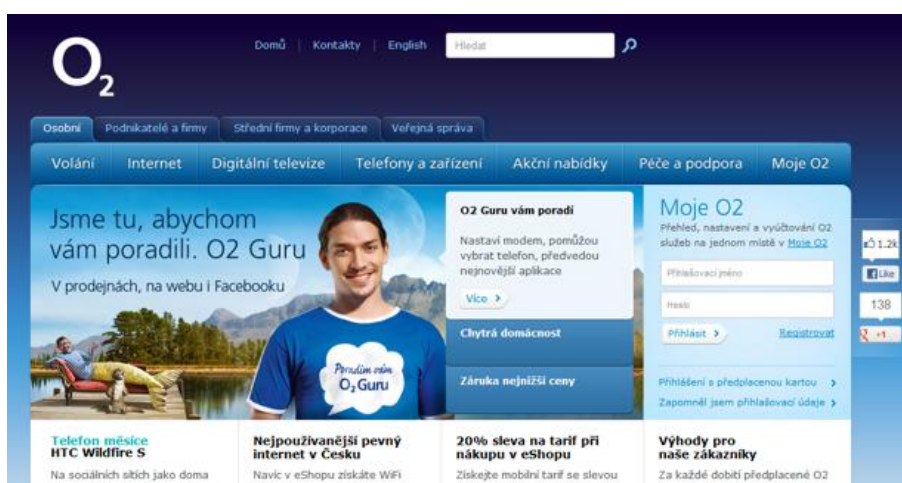 O2
Domů | Kontakty | English
Hledat
Osobní
Podnikatelé a firmy
Střední firmy a korporace
Veřejná správa
Volání
Internet
Digitální televize
Telefony a zařízení
Akční nabídky
Péče a podpora
Moje O2
Jsme tu, abychom
vám poradili. O2 Guru
V prodejnách, na webu i Facebooku
Poradím vám
O2 Guru
O2 Guru vám poradí
Nastaví modem, pomůžou
vybrat telefon, předvedou
nejnovější aplikace
Více
Chytrá domácnost
Záruka nejnižší ceny
Moje O2
Přehled, nastavení a vyúčtování O2
služeb na jednom místě v Moje O2
Přihlašovací jméno
Heslo
Přihlásit
Registrovat
Přihlášení s předplacenou kartou
Zapomněl jsem přihlašovací údaje
1.2k
Like
138
+1
Telefon měsíce
HTC Wildfire S
Na sociálních sítích jako doma
Nejpoužívanější pevný
internet v Česku
Navíc v eShopu získáte WiFi
20% sleva na tarif při
nákupu v eShopu
Získejte mobilní tarif se slevou
Výhody pro
naše zákazníky
Za každé dobití předplacené O2